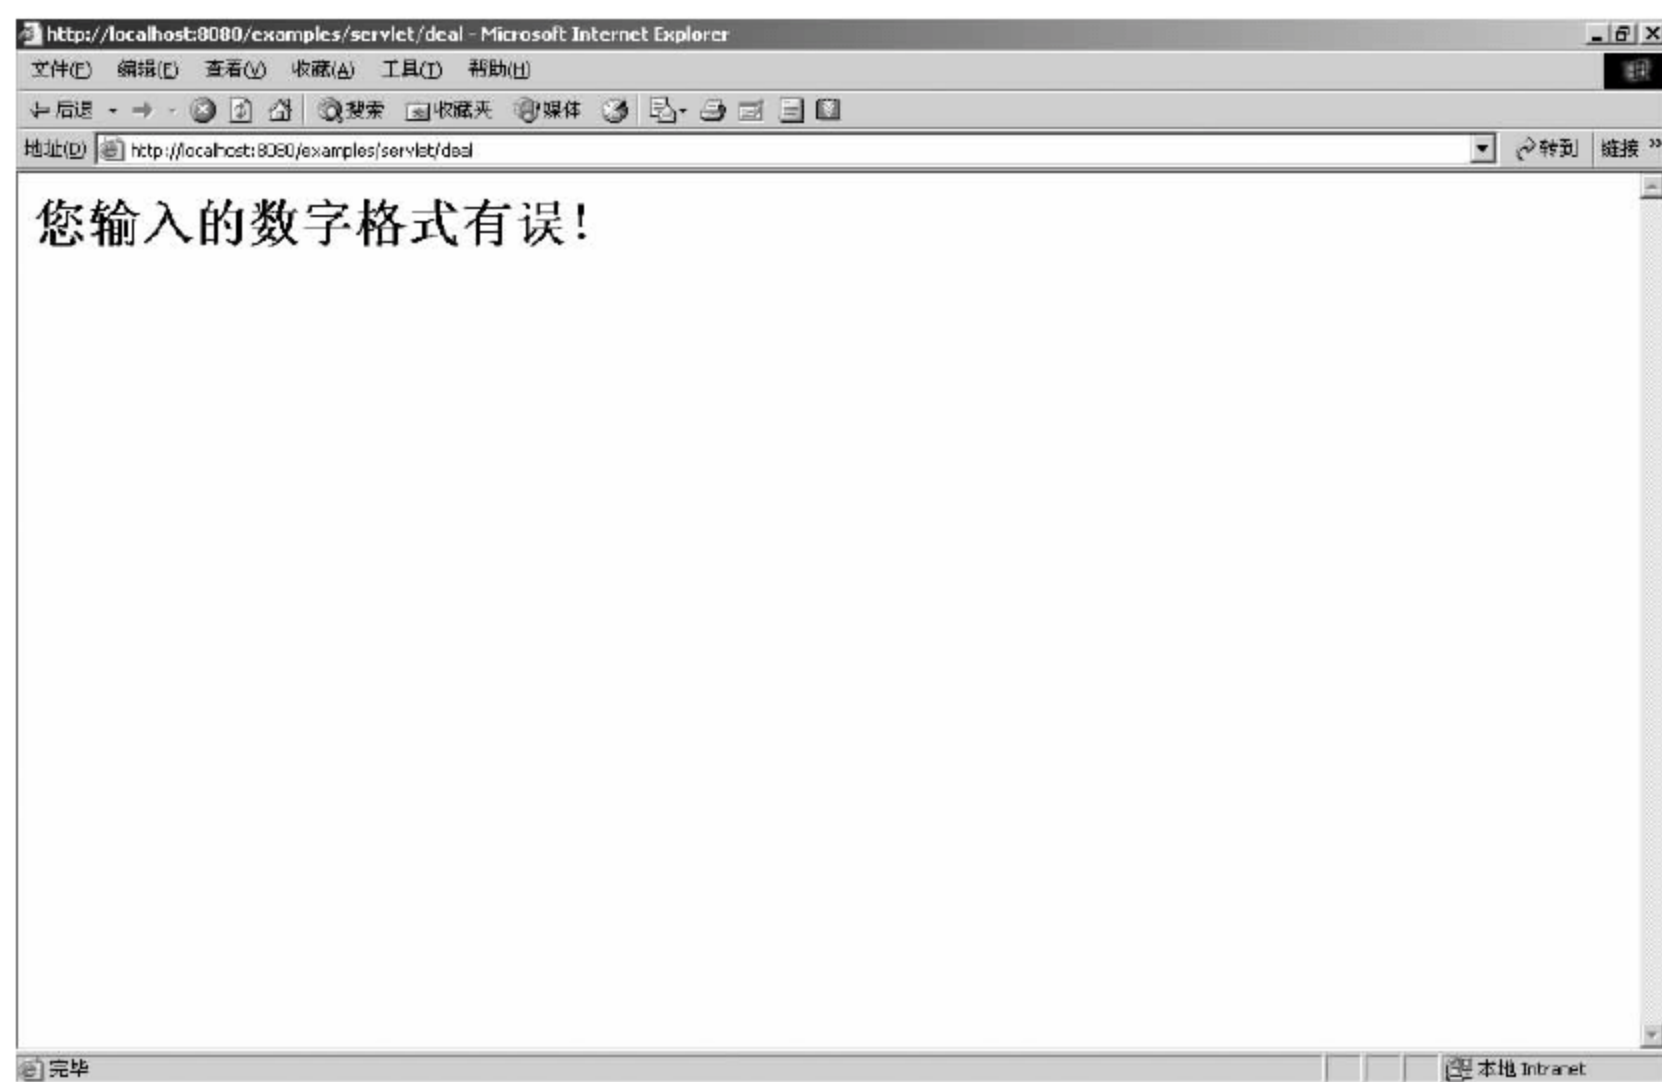 http://localhost:8080/examples/servlet/deal - Microsoft Internet Explorer
文件(F) 编辑(E) 查看(V) 收藏(A) 工具(T) 帮助(H)
后退 搜索 收藏夹 媒体
地址(D) http://localhost:8080/examples/servlet/deal 转到 链接 »
您输入的数字格式有误!
完毕 本地 Intranet